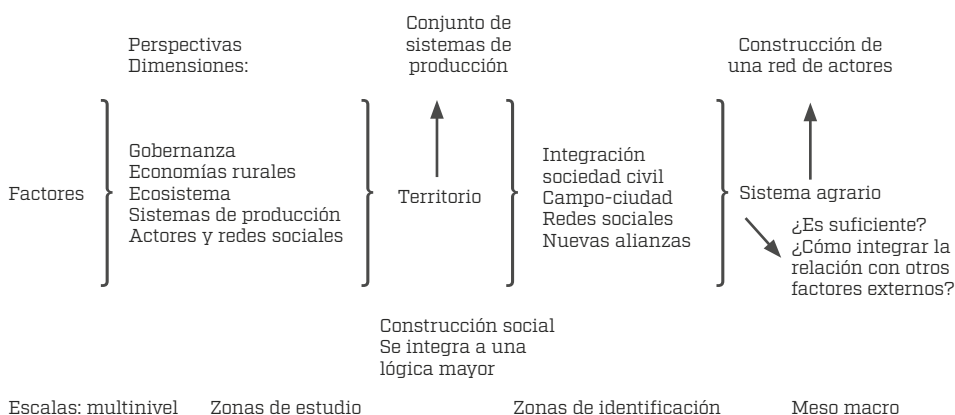 Perspectivas
Dimensiones:
Conjunto de
sistemas de
producción
Construcción de
una red de actores
Factores
Gobernanza
Economías rurales
Ecosistema
Sistemas de producción
Actores y redes sociales
Territorio
Integración
sociedad civil
Campo-ciudad
Redes sociales
Nuevas alianzas
Sistema agrario
¿Es suficiente?
¿Cómo integrar la
relación con otros
factores externos?
Construcción social
Se integra a una
lógica mayor
Escalas: multinivel
Zonas de estudio
Zonas de identificación
Meso macro